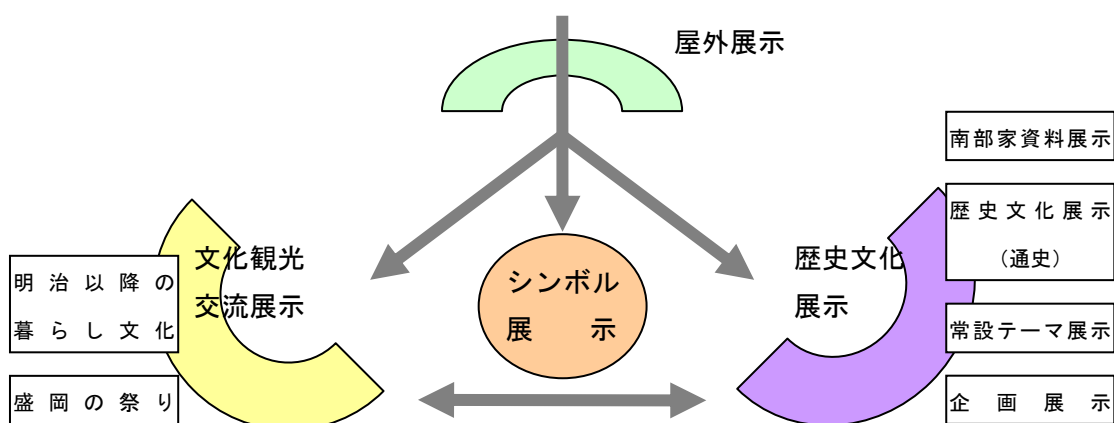 屋外展示
南部家資料展示
歴史文化展示
（通史）
常設テーマ展示
企画展示
歴史文化
展示
シンボル
展示
文化観光
交流展示
明治以降の
暮らし文化
盛岡の祭り